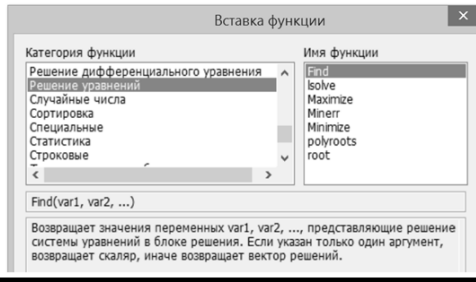 Вставка функции
Категория функции
Имя функции
Решение дифференциального уравнения
Решение уравнений
Случайные числа
Сортировка
Специальные
Статистика
Строковые
Find
lsolve
Maximize
Minerr
Minimize
polyroots
root
Find(var1, var2, ...)
Возвращает значения переменных var1, var2, ..., представляющие решение
системы уравнений в блоке решения. Если указан только один аргумент,
возвращает скаляр, иначе возвращает вектор решений.